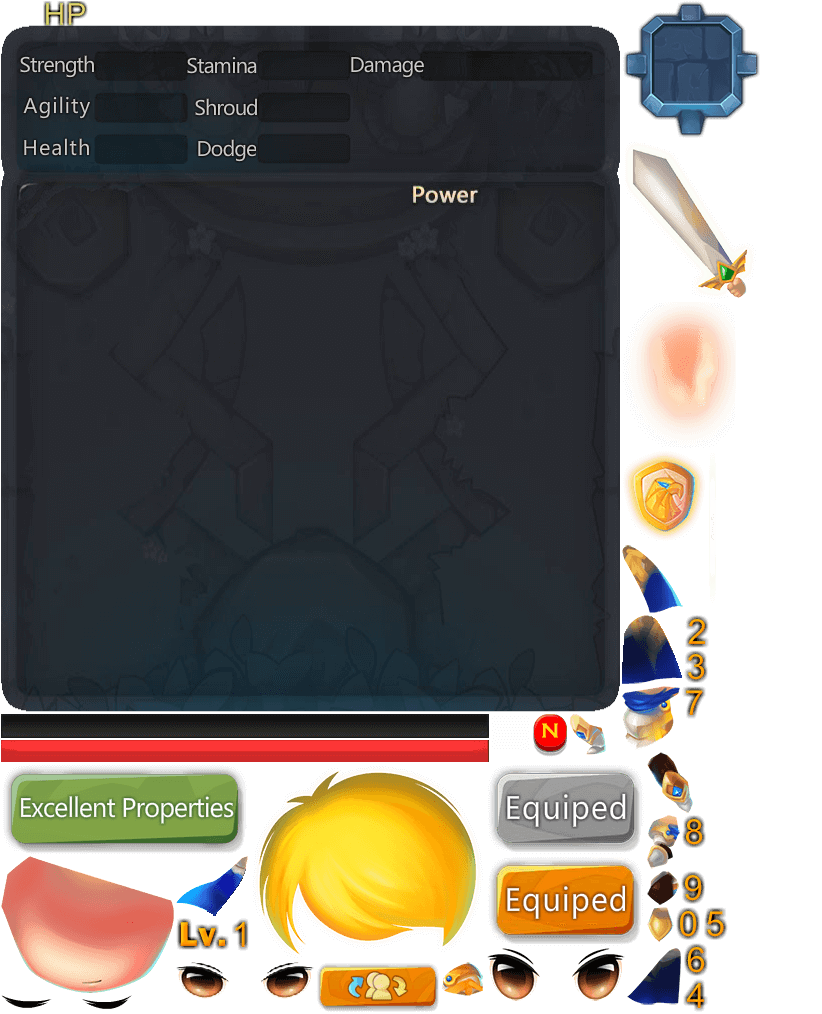 HP
Strength Stamina Damage
Agility Shroud
Health Dodge
Power
2
3
7
N
Excellent Properties
Equiped
8
Equiped
9
0 5
Lv. 1
6
4